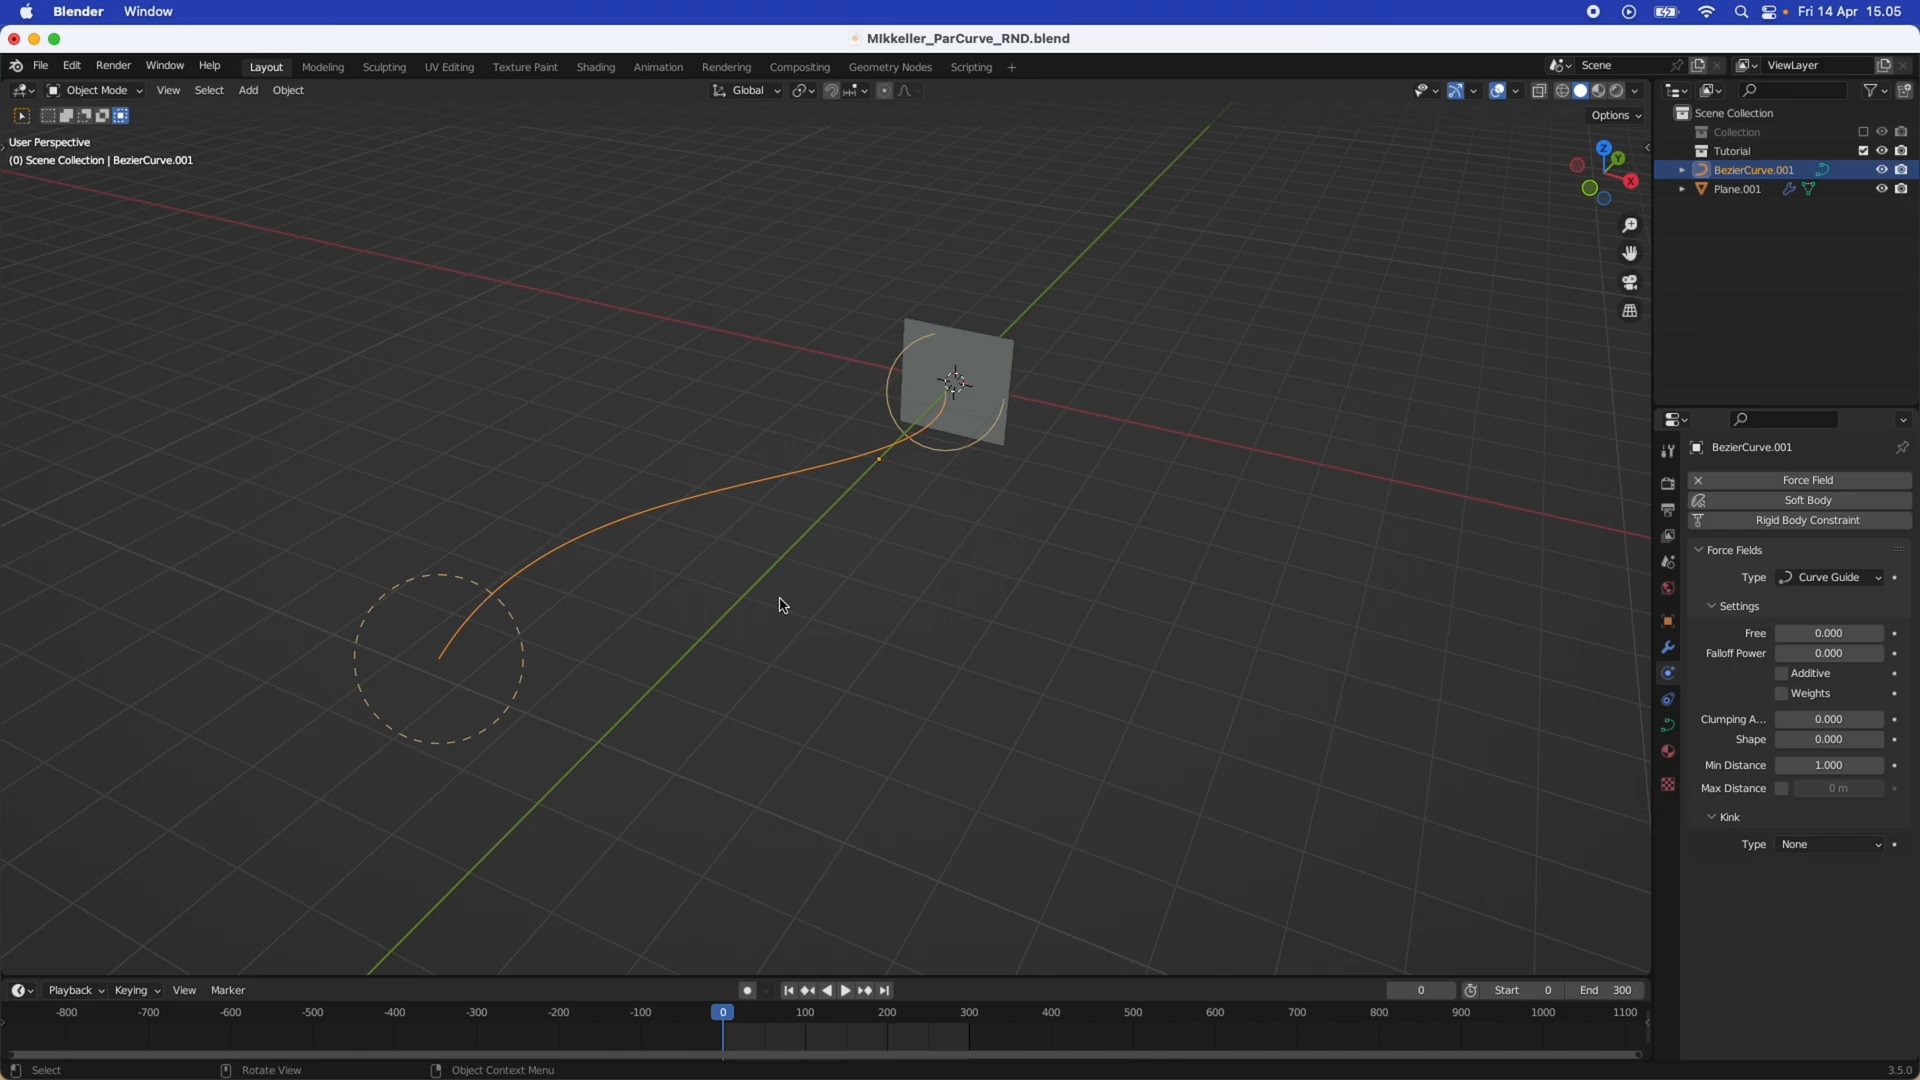 Blender Window Fri 14 Apr 15.05
MIkkeller_ParCurve_RND.blend
File Edit Render Window Help Layout Modeling Sculpting UV Editing Texture Paint Shading Animation Rendering Compositing Geometry Nodes Scripting + Scene ViewLayer
Object Mode View Select Add Object Global
Options
User Perspective
(0) Scene Collection | BezierCurve.001
Z
Y
X
Scene Collection
Collection
Tutorial
BezierCurve.001
Plane.001
BezierCurve.001
Force Field
Soft Body
Rigid Body Constraint
Force Fields
Type Curve Guide
Settings
Free 0.000
Falloff Power 0.000
Additive
Weights
Clumping A... 0.000
Shape 0.000
Min Distance 1.000
Max Distance 0 m
Kink
Type None
Playback Keying View Marker 0 Start 0 End 300
-800 -700 -600 -500 -400 -300 -200 -100 0 100 200 300 400 500 600 700 800 900 1000 1100
Select Rotate View Object Context Menu 3.5.0